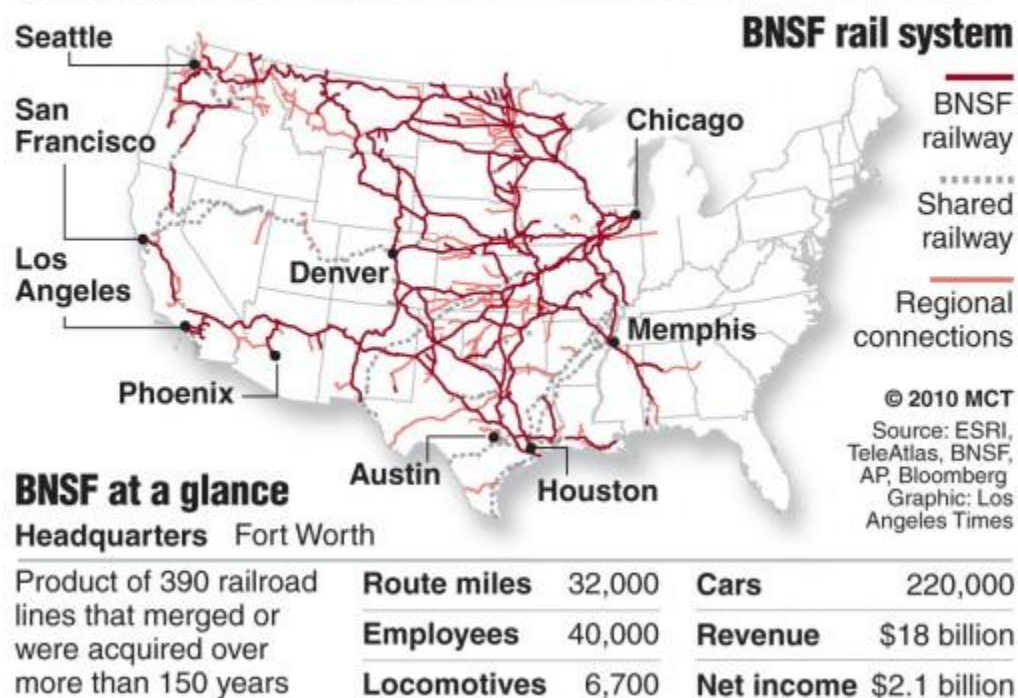 BNSF rail system
Seattle
San
Francisco
Los
Angeles
Phoenix
Denver
Chicago
Memphis
Austin
Houston
BNSF
railway
Shared
railway
Regional
connections
© 2010 MCT
Source: ESRI,
TeleAtlas, BNSF,
AP, Bloomberg
Graphic: Los
Angeles Times
BNSF at a glance
Headquarters Fort Worth
Product of 390 railroad
lines that merged or
were acquired over
more than 150 years
Route miles 32,000
Employees 40,000
Locomotives 6,700
Cars 220,000
Revenue $18 billion
Net income $2.1 billion